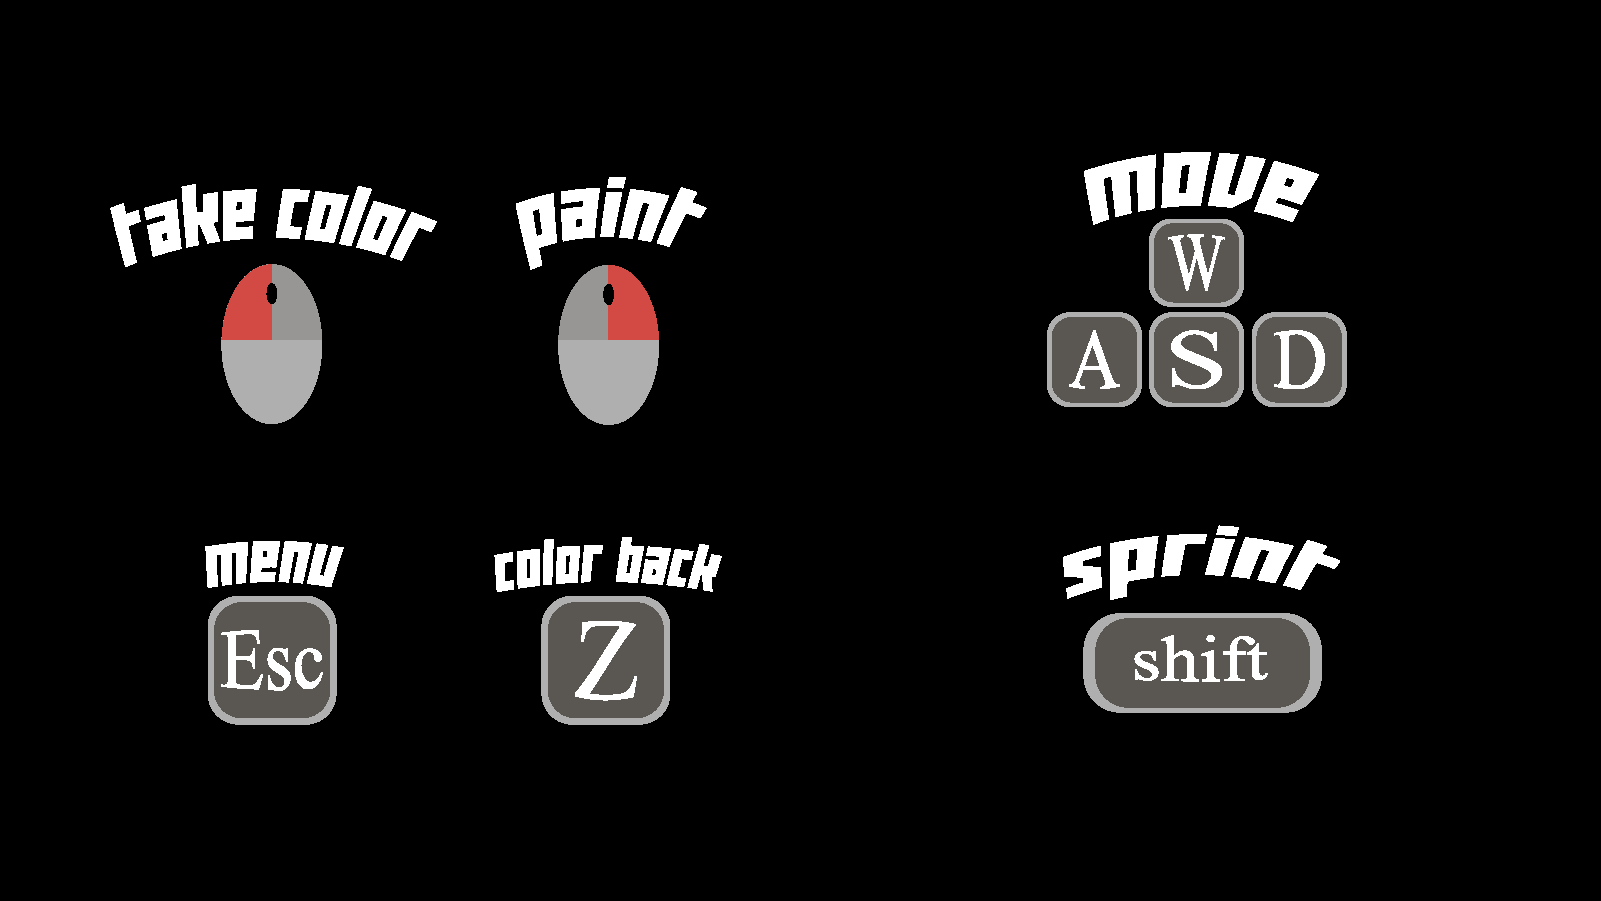 take color
paint
move
W
A S D
menu
Esc
color back
Z
sprint
shift